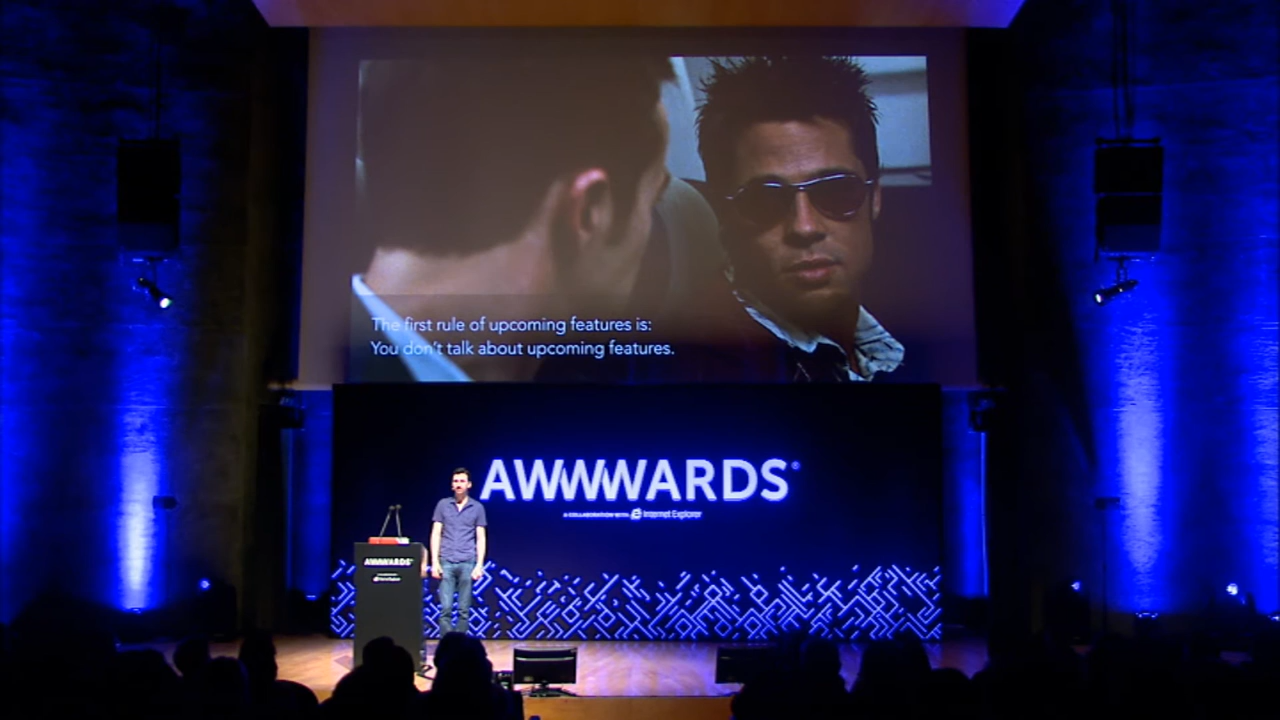 The first rule of upcoming features is:
You don't talk about upcoming features.
AWWWARDS®
A COLLABORATION WITH Internet Explorer
AWWWARDS®